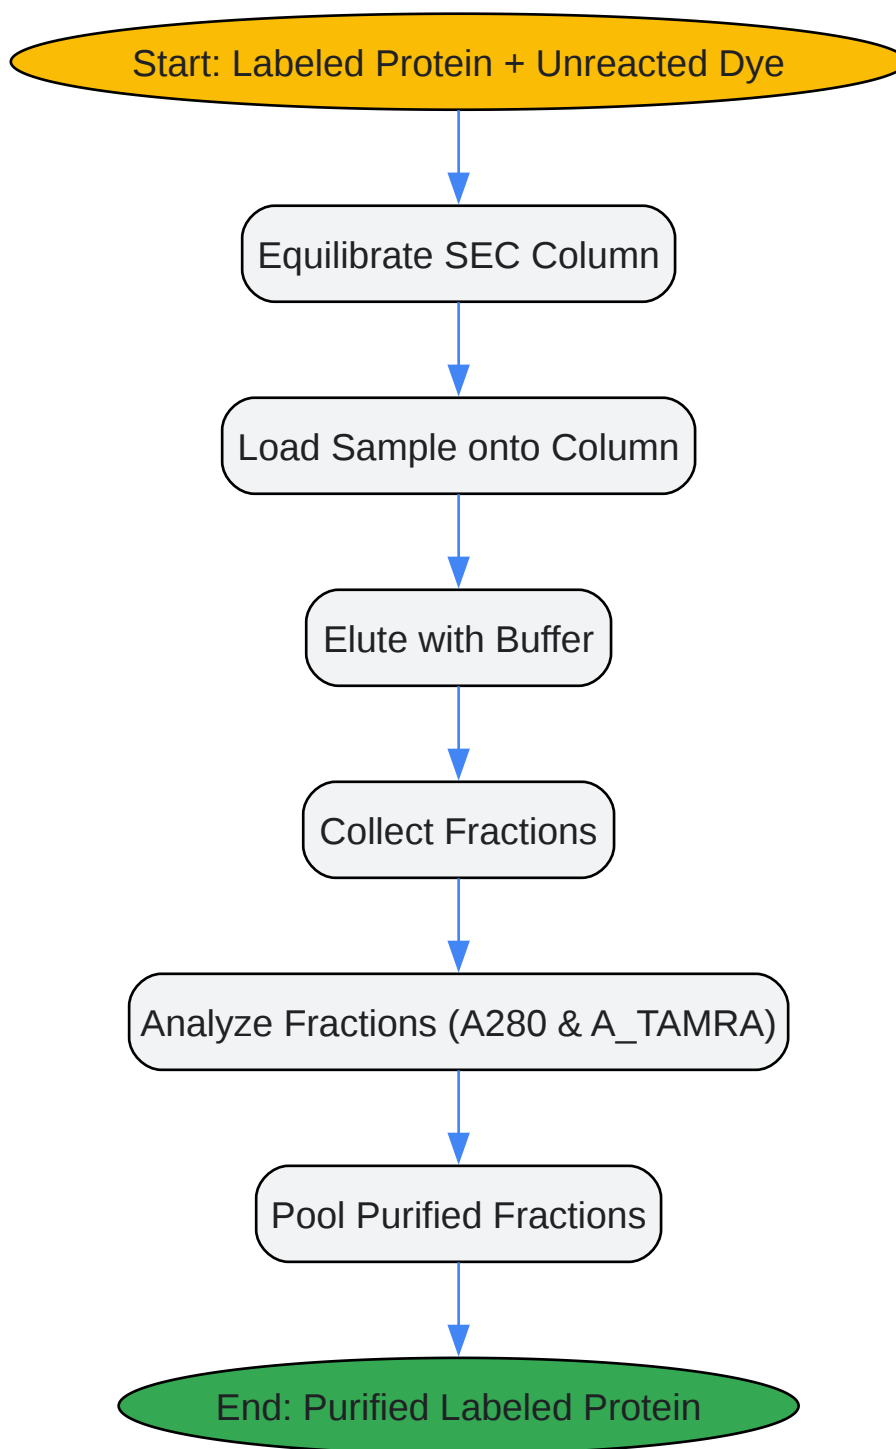 Start: Labeled Protein + Unreacted Dye
Equilibrate SEC Column
Load Sample onto Column
Elute with Buffer
Collect Fractions
Analyze Fractions (A280 & A_TAMRA)
Pool Purified Fractions
End: Purified Labeled Protein